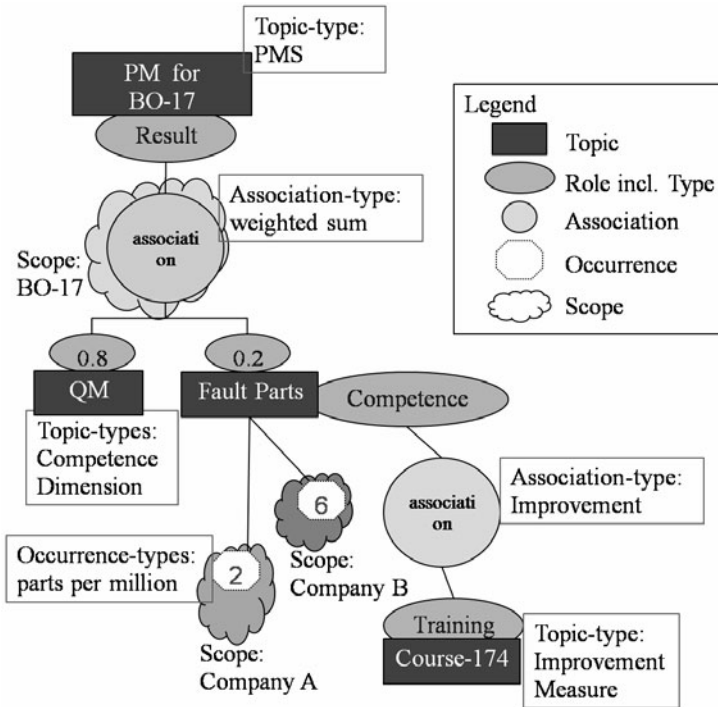 Topic-type:
PMS
PM for
BO-17
Result
Association-type:
weighted sum
associati
on
Scope:
BO-17
Legend
Topic
Role incl. Type
Association
Occurrence
Scope
0.8
0.2
QM
Fault Parts
Competence
Topic-types:
Competence
Dimension
associati
on
Association-type:
Improvement
6
Scope:
Company B
Occurrence-types:
parts per million
2
Scope:
Company A
Training
Course-174
Topic-type:
Improvement
Measure